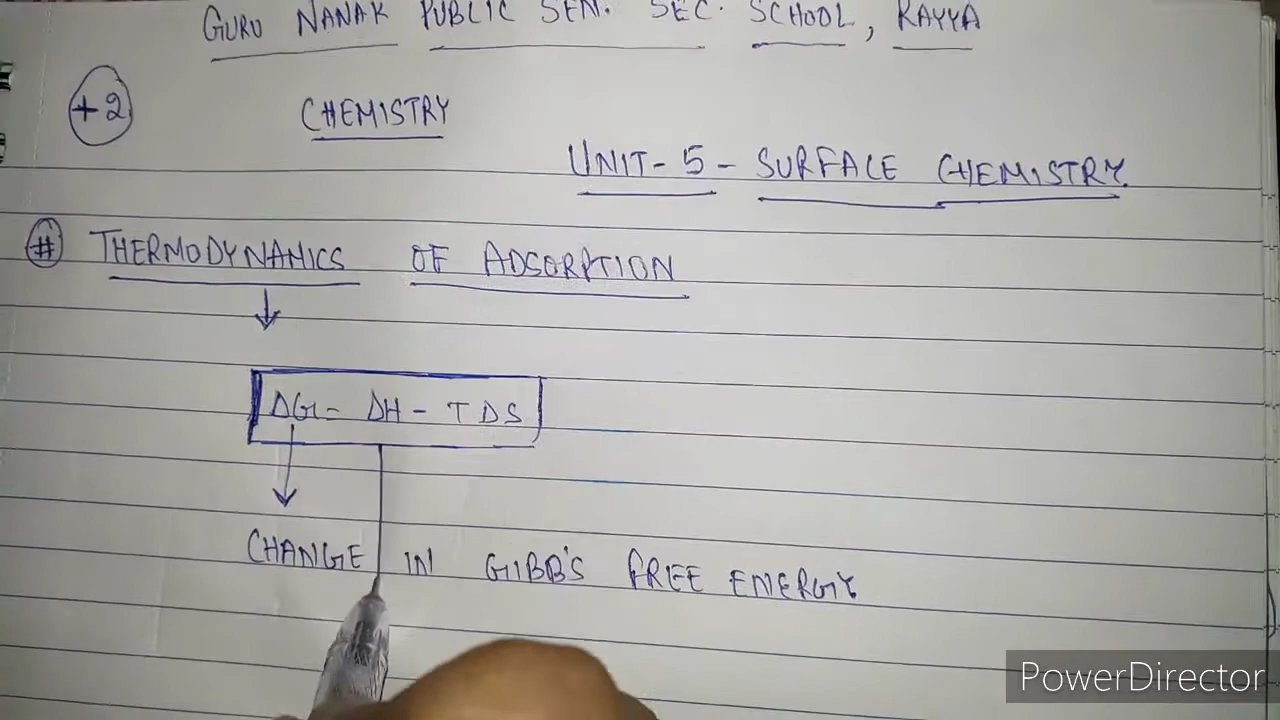 GURU NANAK PUBLIC SEN. SEC. SCHOOL, RAYYA
+2 CHEMISTRY
UNIT-5-SURFACE CHEMISTRY
# THERMODYNAMICS OF ADSORPTION
ΔG= ΔH - TΔS
CHANGE IN GIBB'S FREE ENERGY
PowerDirector